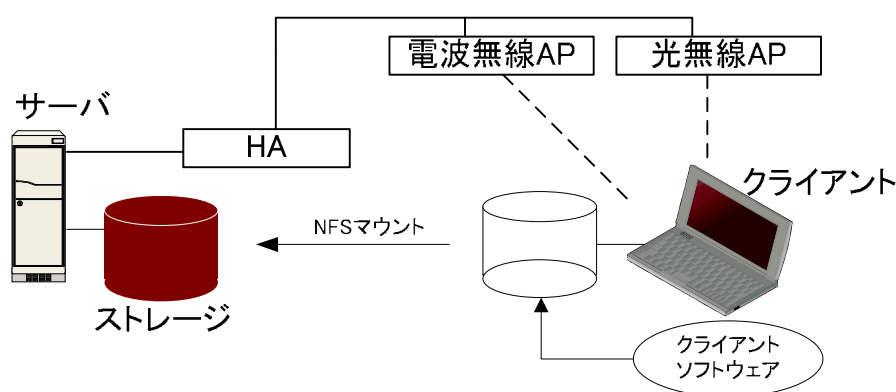 電波無線AP
光無線AP
サーバ
HA
クライアント
NFSマウント
ストレージ
クライアント
ソフトウェア